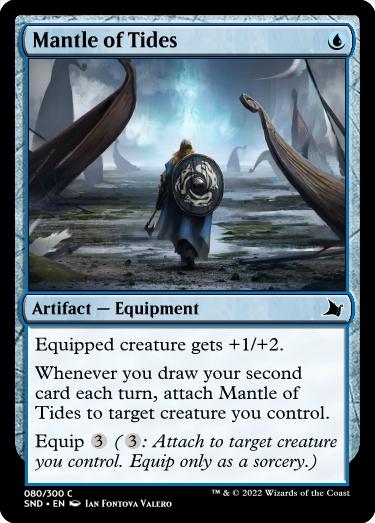 Mantle of Tides
Artifact — Equipment
Equipped creature gets +1/+2.
Whenever you draw your second
card each turn, attach Mantle of
Tides to target creature you control.
Equip 3 (3: Attach to target creature
you control. Equip only as a sorcery.)
080/300 C
SND • EN Ian Fontova Valero
™ & © 2022 Wizards of the Coast